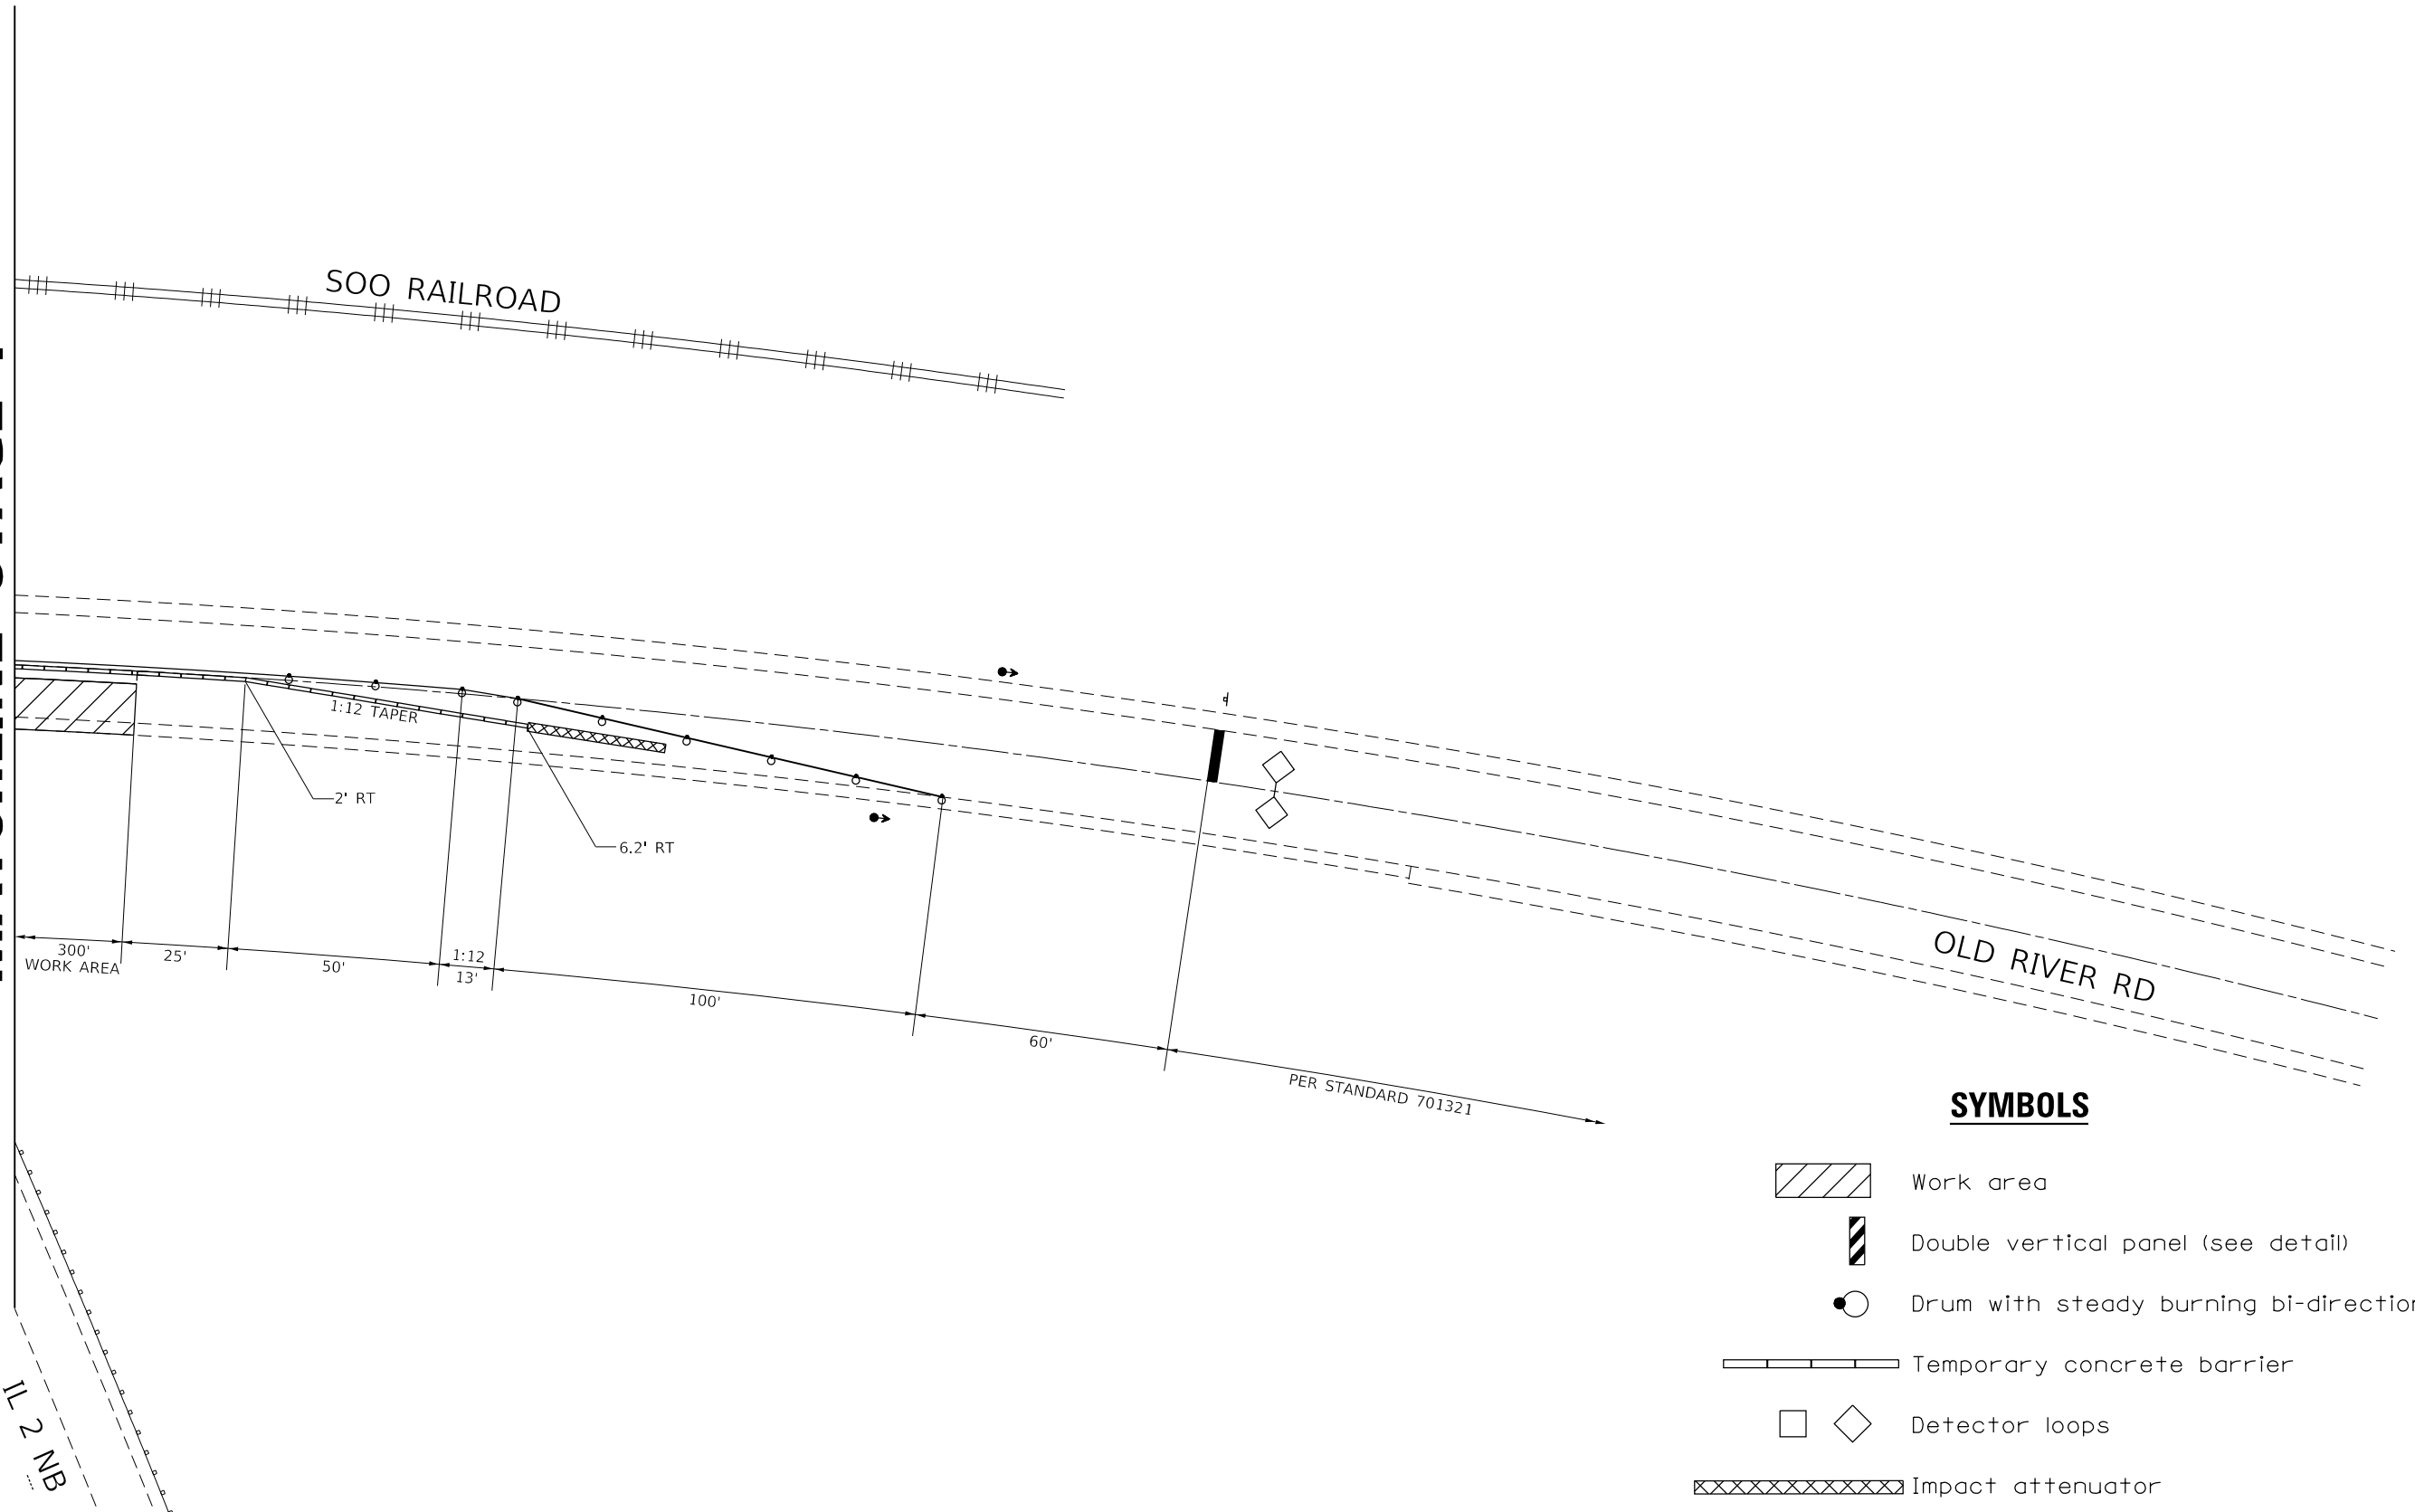 SOO RAILROAD
1:12 TAPER
2' RT
6.2' RT
300'
WORK AREA
25'
50'
1:12
13'
100'
60'
PER STANDARD 701321
OLD RIVER RD
IL 2 NB
SYMBOLS
Work area
Double vertical panel (see detail)
Drum with steady burning bi-direction
Temporary concrete barrier
Detector loops
Impact attenuator